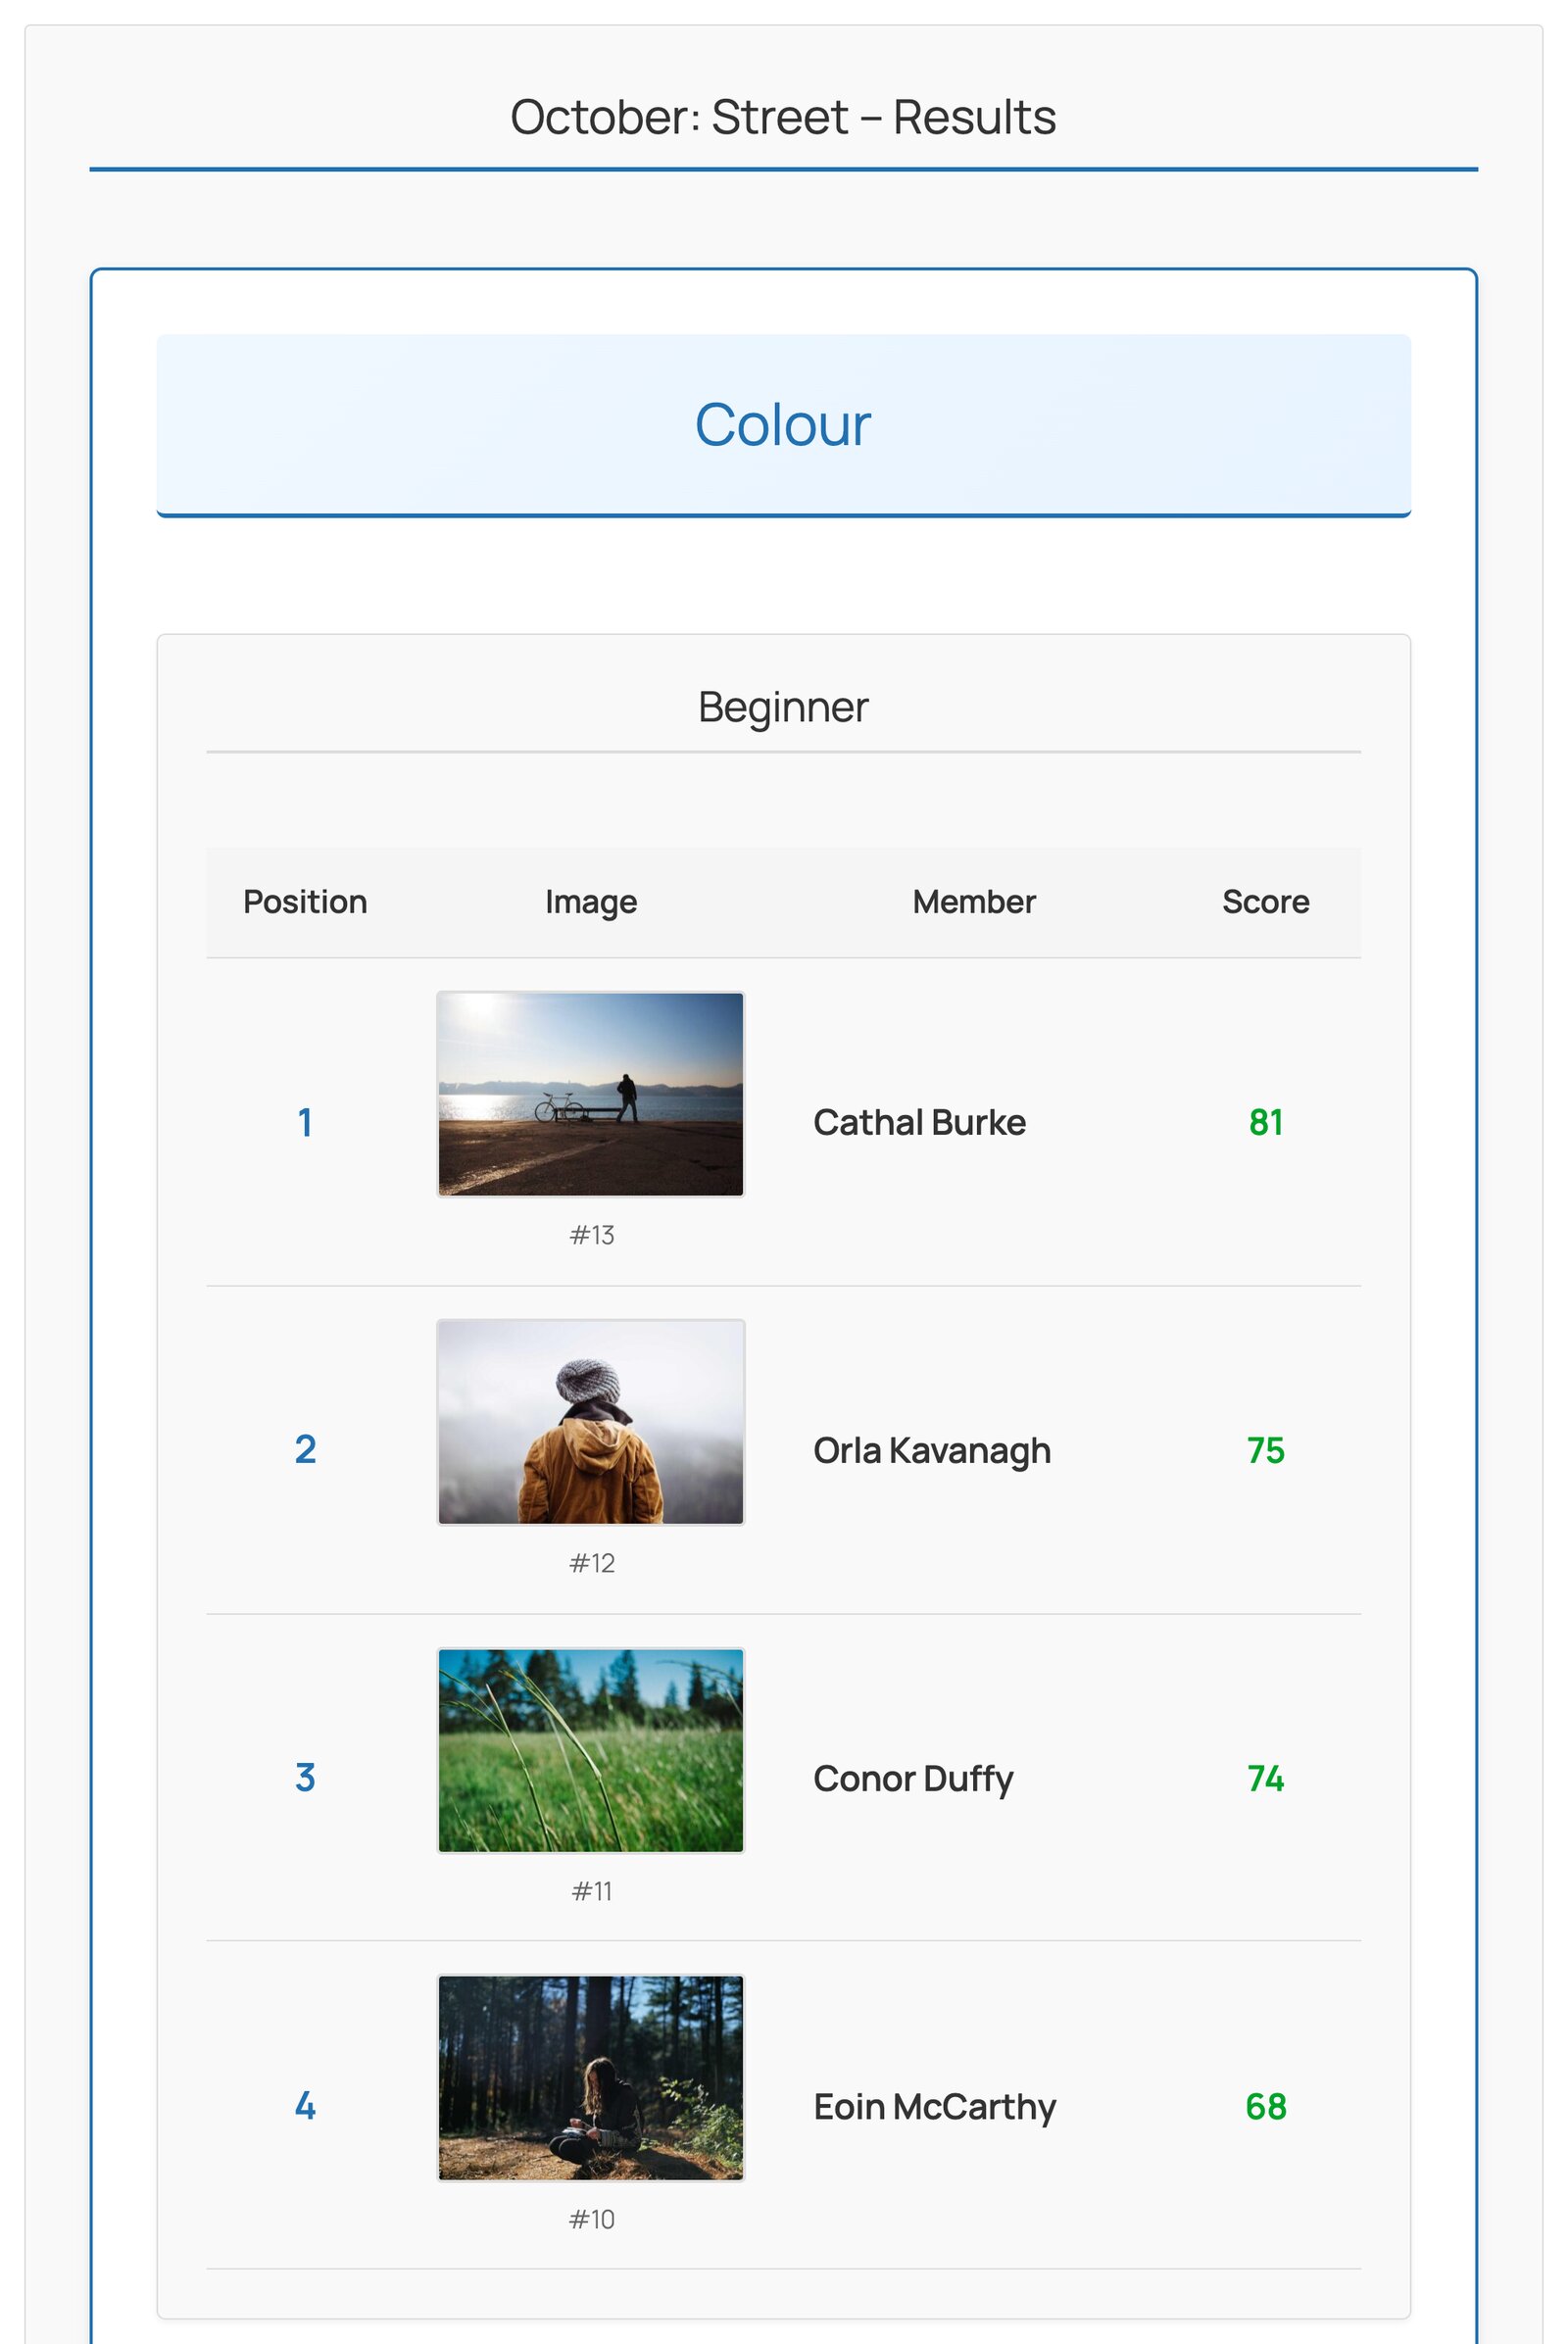 October: Street – Results
Colour
Beginner
Position Image Member Score
1 Cathal Burke 81
#13
2 Orla Kavanagh 75
#12
3 Conor Duffy 74
#11
4 Eoin McCarthy 68
#10